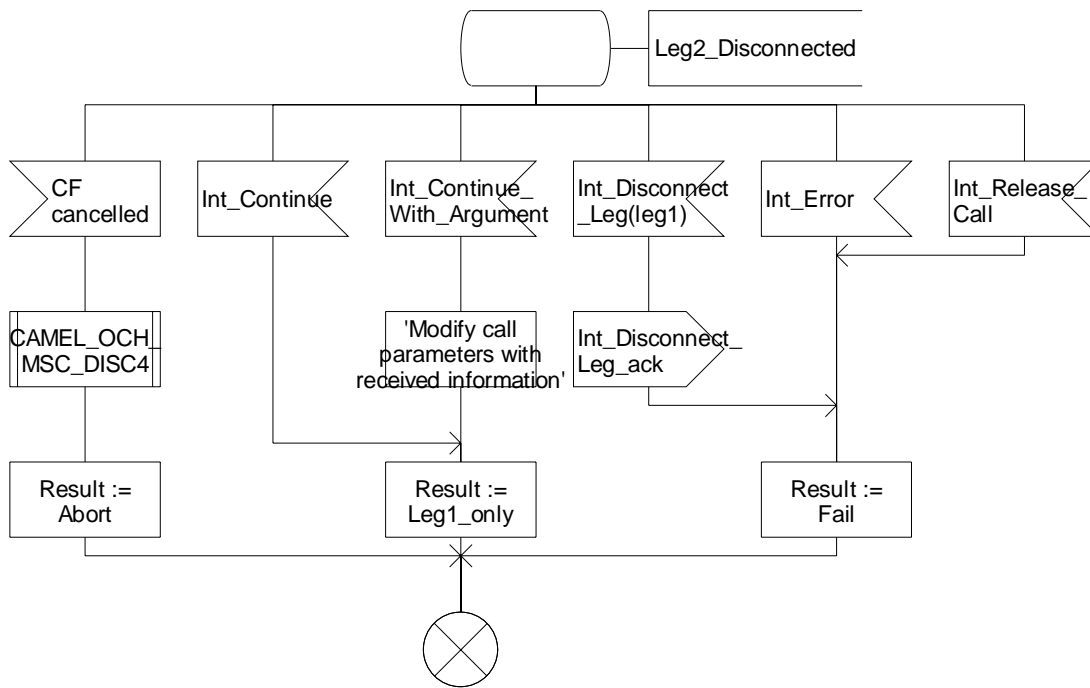 Leg2_Disconnected
CF
cancelled
Int_Continue
Int_Continue_
With_Argument
Int_Disconnect
_Leg(leg1)
Int_Error
Int_Release_
Call
CAMEL_OCH_
MSC_DISC4
'Modify call
parameters with
received information'
Int_Disconnect_
Leg_ack
Result :=
Abort
Result :=
Leg1_only
Result :=
Fail